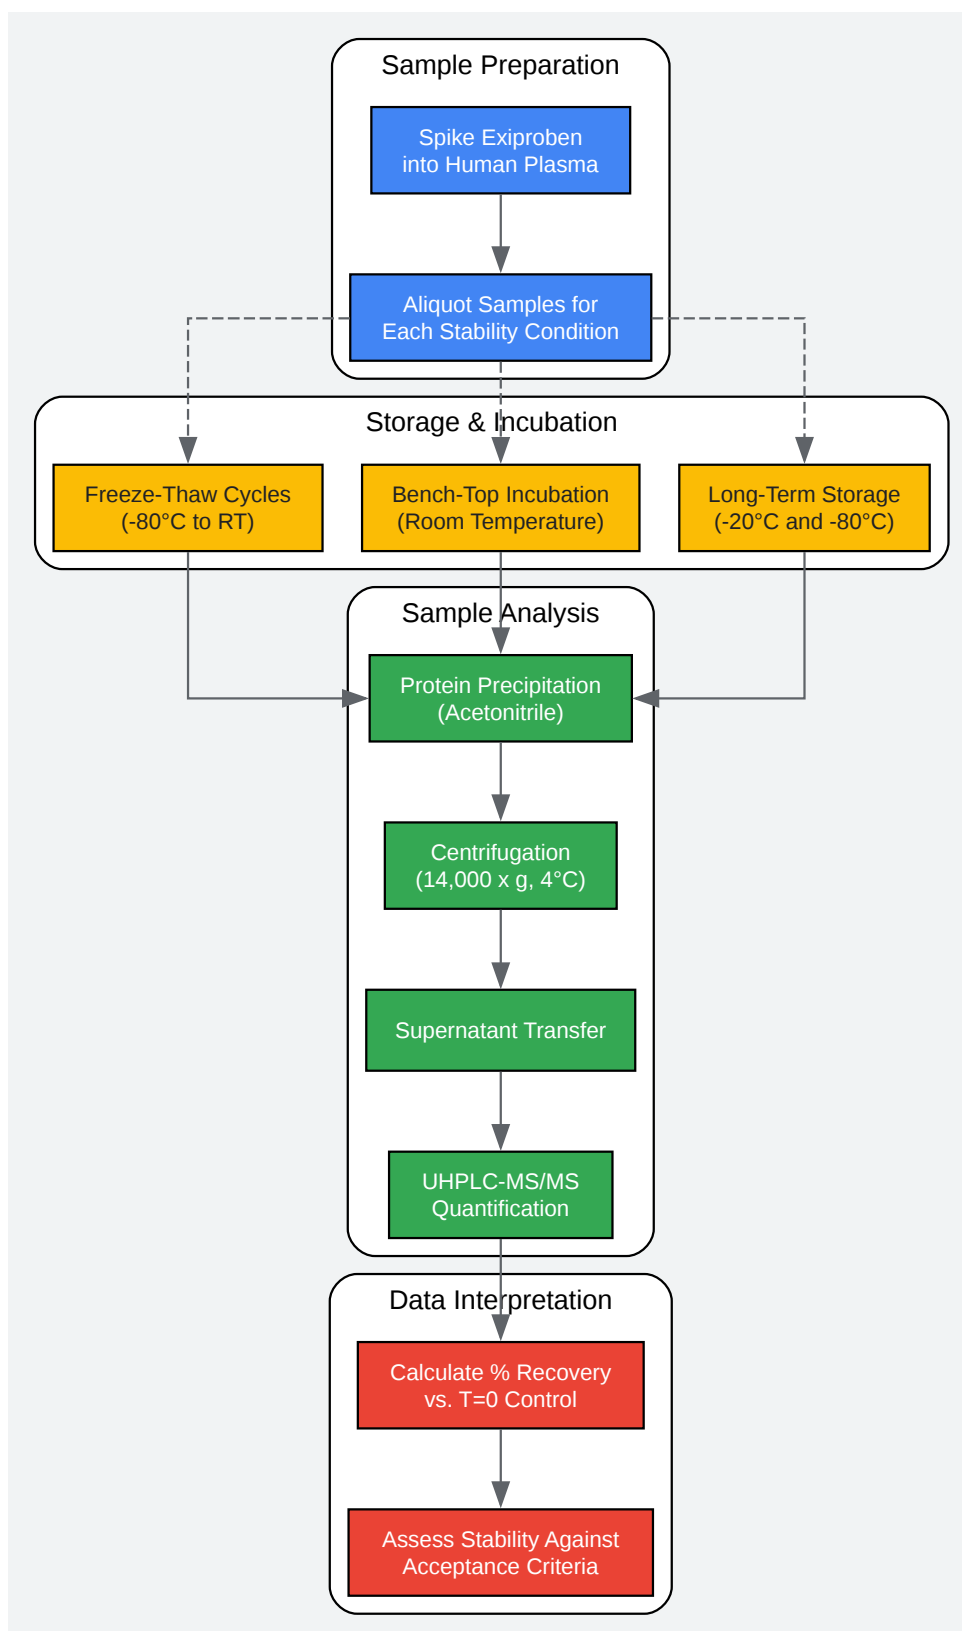 Sample Preparation
Spike Exiproben
into Human Plasma
Aliquot Samples for
Each Stability Condition
Storage & Incubation
Freeze-Thaw Cycles
(-80°C to RT)
Bench-Top Incubation
(Room Temperature)
Long-Term Storage
(-20°C and -80°C)
Sample Analysis
Protein Precipitation
(Acetonitrile)
Centrifugation
(14,000 x g, 4°C)
Supernatant Transfer
UHPLC-MS/MS
Quantification
Data Interpretation
Calculate % Recovery
vs. T=0 Control
Assess Stability Against
Acceptance Criteria